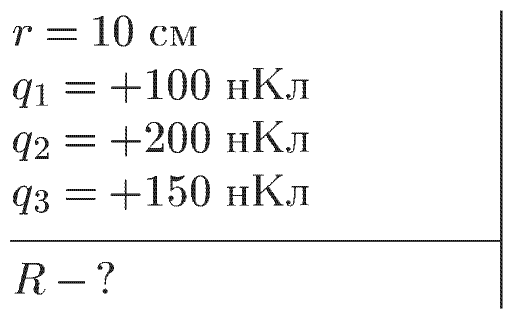 r = 10 см
q₁ = +100 нКл
q₂ = +200 нКл
q₃ = +150 нКл
R − ?